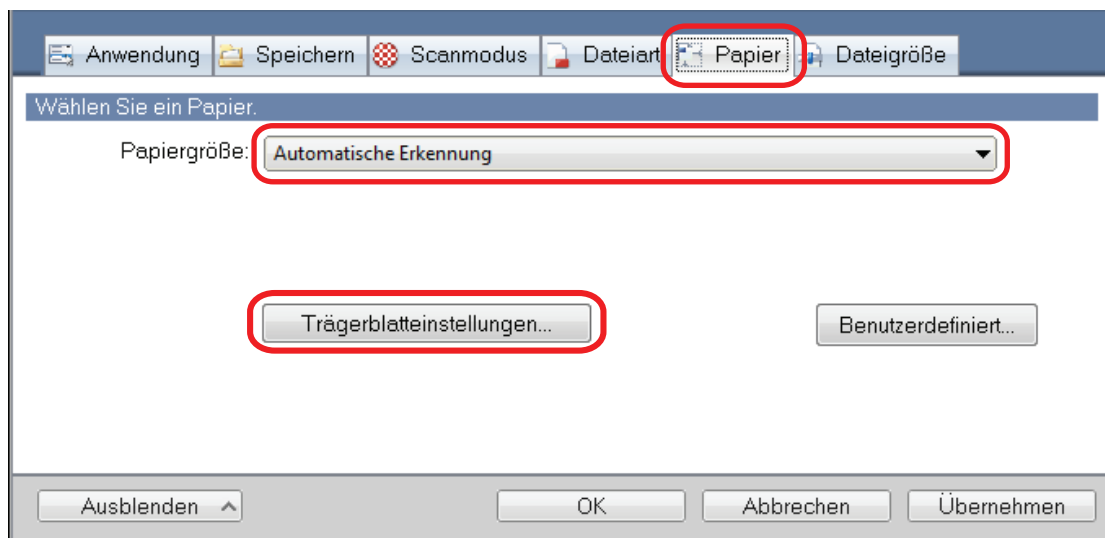 Anwendung Speichern Scanmodus Dateiart Papier Dateigröße
Wählen Sie ein Papier.
Papiergröße: Automatische Erkennung
Trägerblatteinstellungen... Benutzerdefiniert...
Ausblenden OK Abbrechen Übernehmen